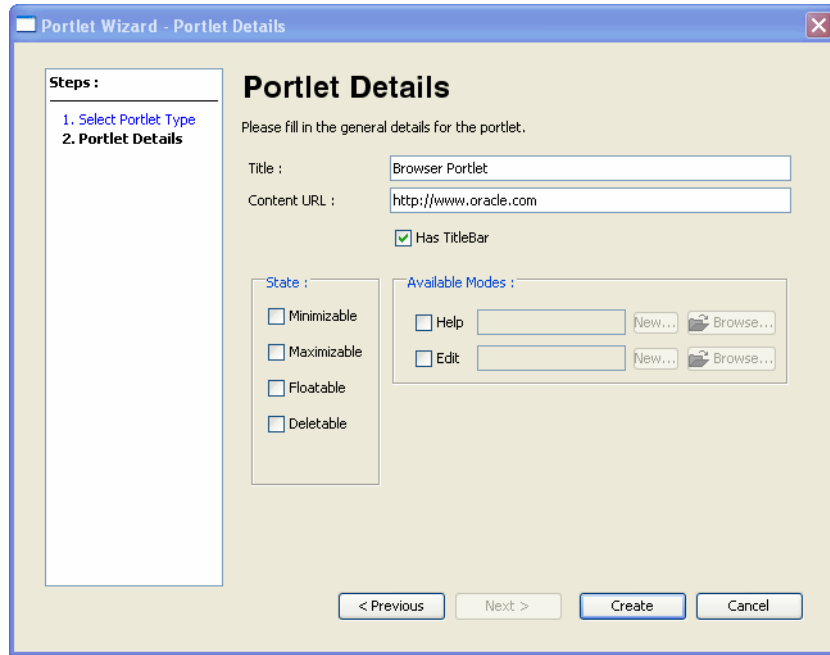 Portlet Wizard - Portlet Details
Steps :
1. Select Portlet Type
2. Portlet Details
Portlet Details
Please fill in the general details for the portlet.
Title : Browser Portlet
Content URL : http://www.oracle.com
Has TitleBar
State :
Minimizable
Maximizable
Floatable
Deletable
Available Modes :
Help New... Browse...
Edit New... Browse...
< Previous Next > Create Cancel